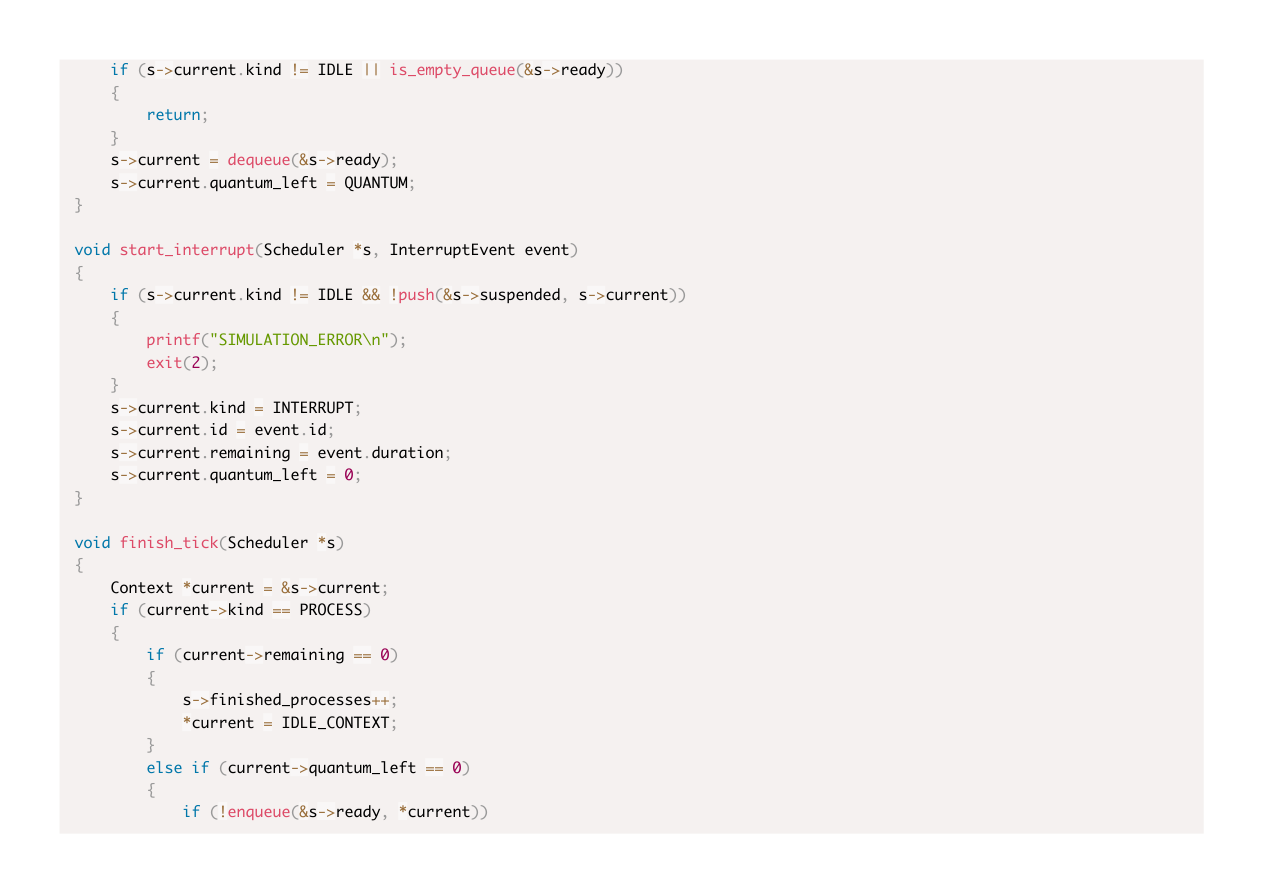 if (s->current.kind != IDLE || is_empty_queue(&s->ready))
    {
        return;
    }
    s->current = dequeue(&s->ready);
    s->current.quantum_left = QUANTUM;
}

void start_interrupt(Scheduler *s, InterruptEvent event)
{
    if (s->current.kind != IDLE && !push(&s->suspended, s->current))
    {
        printf("SIMULATION_ERROR\n");
        exit(2);
    }
    s->current.kind = INTERRUPT;
    s->current.id = event.id;
    s->current.remaining = event.duration;
    s->current.quantum_left = 0;
}

void finish_tick(Scheduler *s)
{
    Context *current = &s->current;
    if (current->kind == PROCESS)
    {
        if (current->remaining == 0)
        {
            s->finished_processes++;
            *current = IDLE_CONTEXT;
        }
        else if (current->quantum_left == 0)
        {
            if (!enqueue(&s->ready, *current))